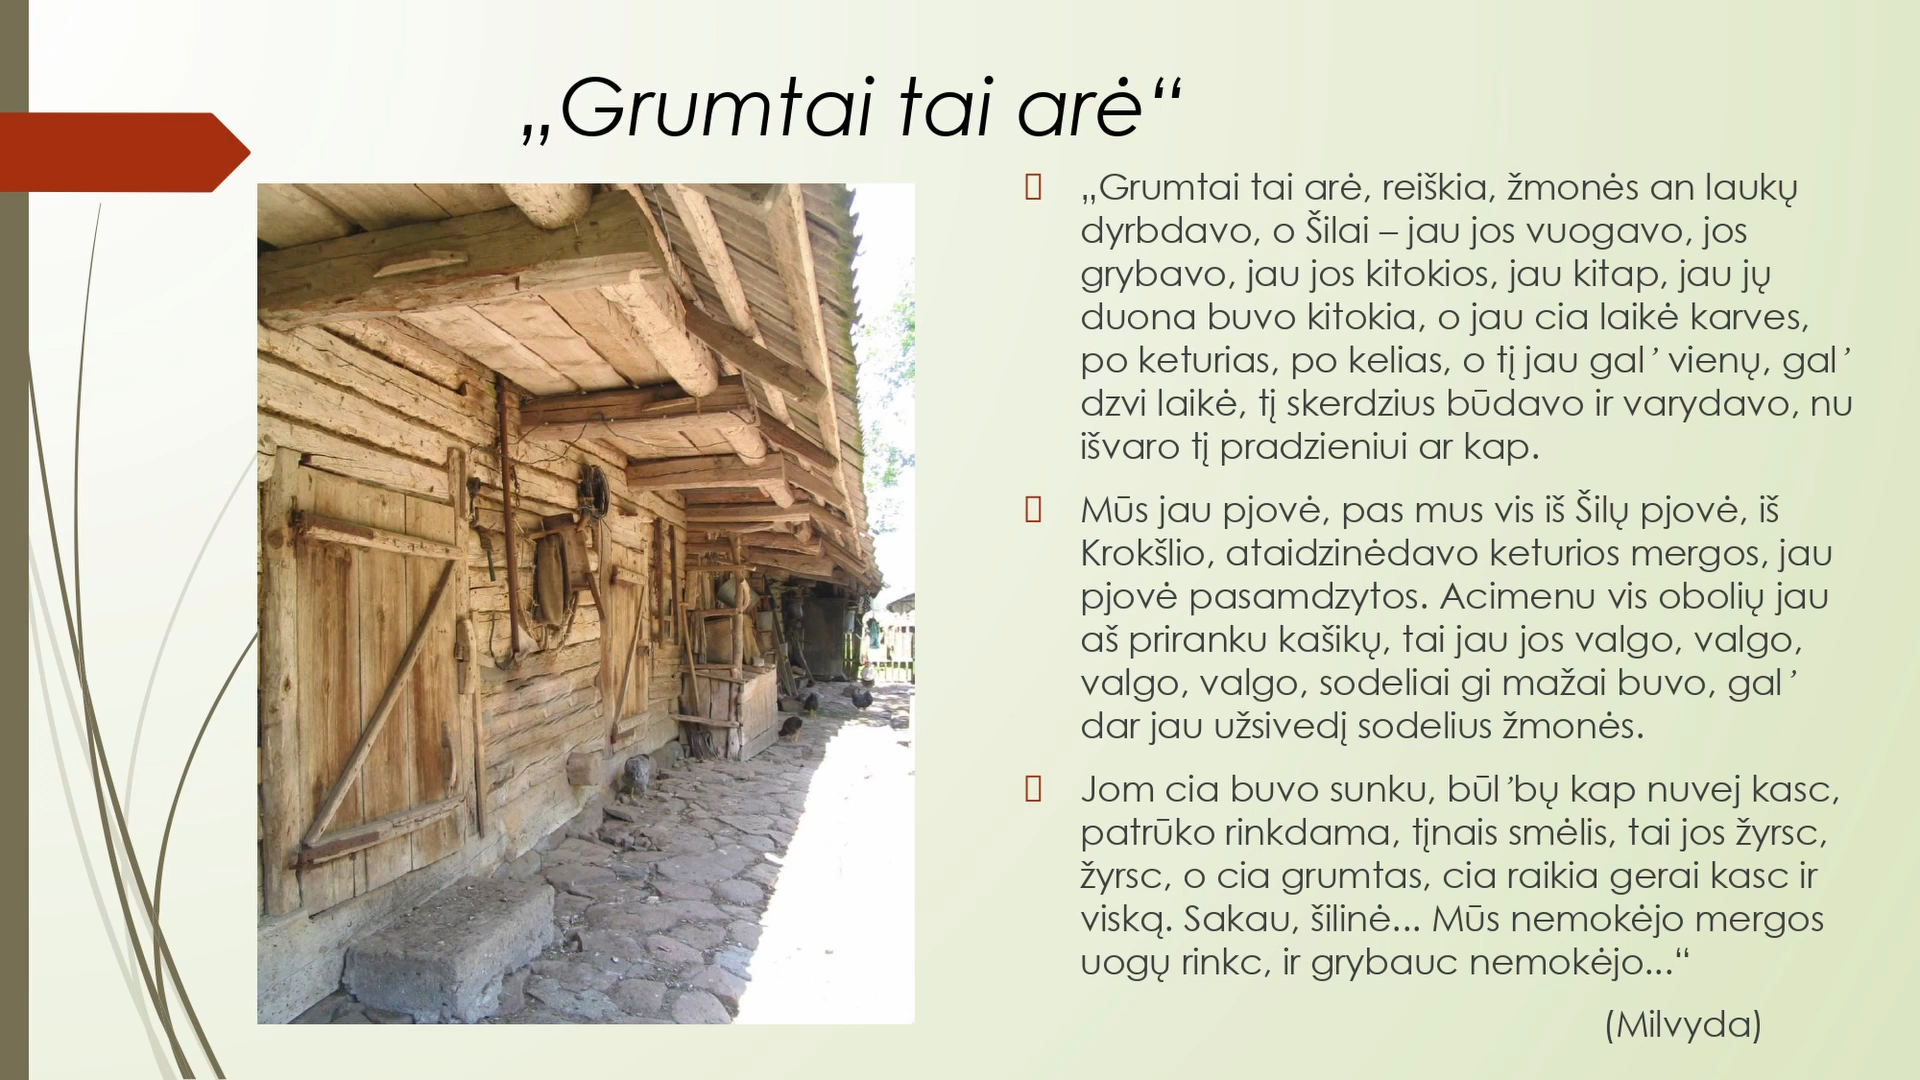 „Grumtai tai arė“
„Grumtai tai arė, reiškia, žmonės an laukų
dyrbdavo, o Šilai – jau jos vuogavo, jos
grybavo, jau jos kitokios, jau kitap, jau jų
duona buvo kitokia, o jau cia laikė karves,
po keturias, po kelias, o tį jau gal’ vienų, gal’
dzvi laikė, tį skerdzius būdavo ir varydavo, nu
išvaro tį pradzieniui ar kap.
Mūs jau pjovė, pas mus vis iš Šilų pjovė, iš
Krokšlio, ataidzinėdavo keturios mergos, jau
pjovė pasamdzytos. Acimenu vis obolių jau
aš priranku kašikų, tai jau jos valgo, valgo,
valgo, valgo, sodeliai gi mažai buvo, gal’
dar jau užsivedį sodelius žmonės.
Jom cia buvo sunku, būl’bų kap nuvej kasc,
patrūko rinkdama, tįnais smėlis, tai jos žyrsc,
žyrsc, o cia grumtas, cia raikia gerai kasc ir
viską. Sakau, šilinė... Mūs nemokėjo mergos
uogų rinkc, ir grybauc nemokėjo...“
(Milvyda)